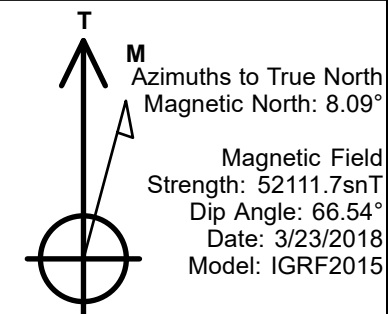 T
M
Azimuths to True North
Magnetic North: 8.09°
Magnetic Field
Strength: 52111.7snT
Dip Angle: 66.54°
Date: 3/23/2018
Model: IGRF2015